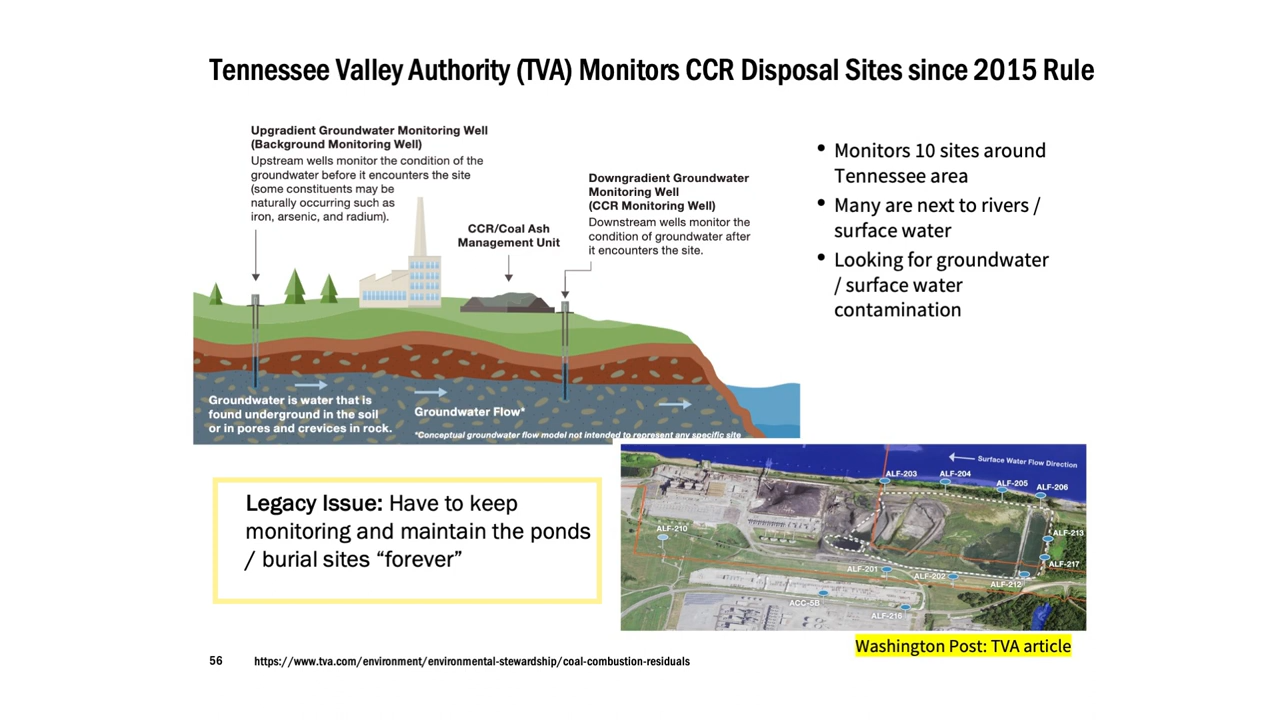 Tennessee Valley Authority (TVA) Monitors CCR Disposal Sites since 2015 Rule
Upgradient Groundwater Monitoring Well
(Background Monitoring Well)
Upstream wells monitor the condition of the
groundwater before it encounters the site
(some constituents may be
naturally occurring such as
iron, arsenic, and radium).
CCR/Coal Ash
Management Unit
Downgradient Groundwater
Monitoring Well
(CCR Monitoring Well)
Downstream wells monitor the
condition of groundwater after
it encounters the site.
Groundwater is water that is
found underground in the soil
or in pores and crevices in rock.
Groundwater Flow*
*Conceptual groundwater flow model not intended to represent any specific site
• Monitors 10 sites around
Tennessee area
• Many are next to rivers /
surface water
• Looking for groundwater
/ surface water
contamination
Legacy Issue: Have to keep
monitoring and maintain the ponds
/ burial sites “forever”
Surface Water Flow Direction
ALF-203
ALF-204
ALF-205
ALF-206
ALF-210
ALF-213
ALF-217
ALF-201
ALF-202
ALF-212
ACC-5B
ALF-216
Washington Post: TVA article
56
https://www.tva.com/environment/environmental-stewardship/coal-combustion-residuals